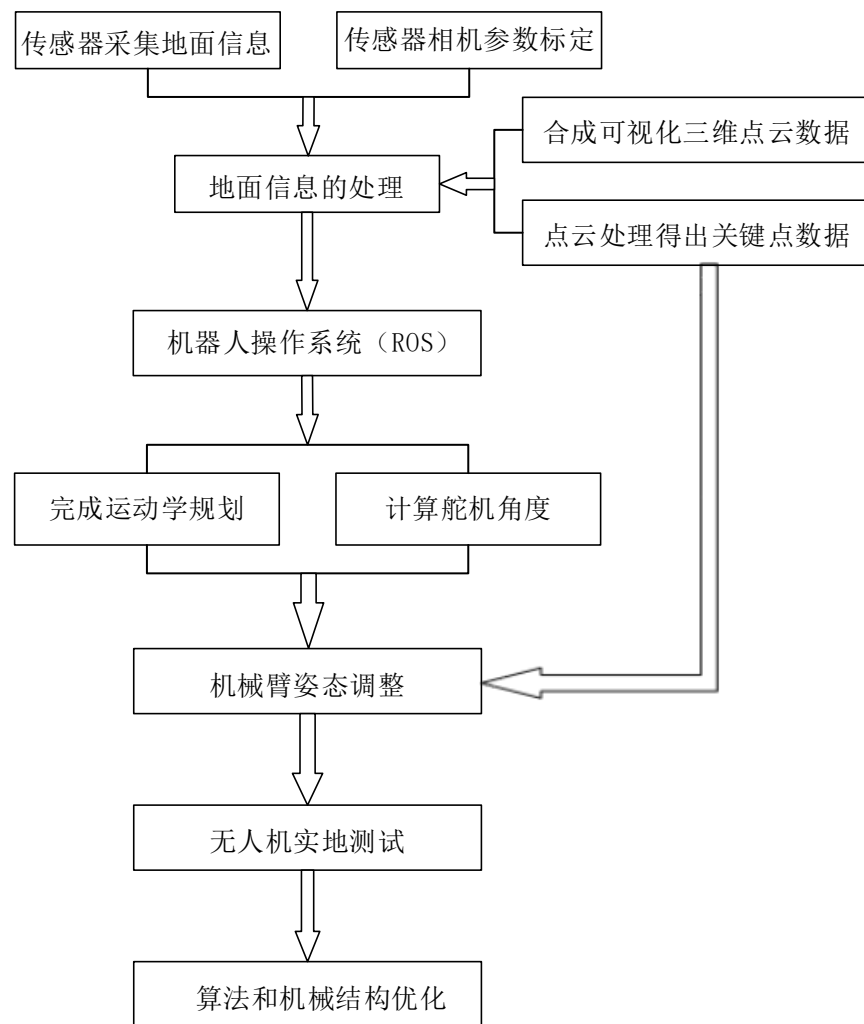 传感器采集地面信息
传感器相机参数标定
合成可视化三维点云数据
地面信息的处理
点云处理得出关键点数据
机器人操作系统（ROS）
完成运动学规划
计算舵机角度
机械臂姿态调整
无人机实地测试
算法和机械结构优化